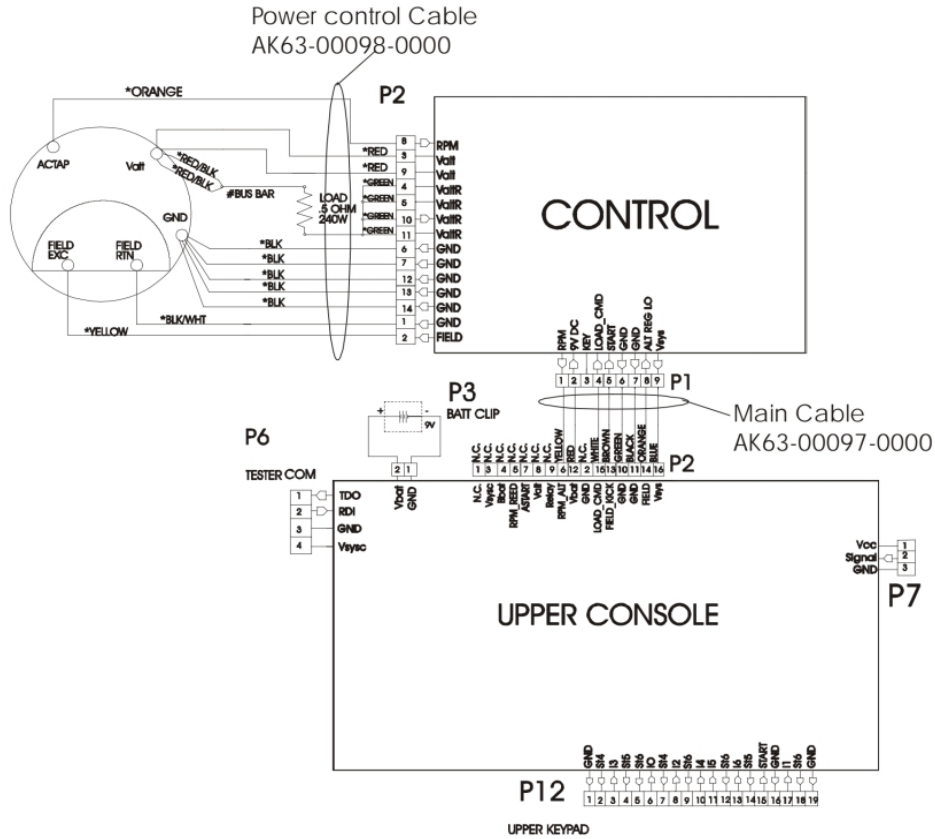 Power control Cable
AK63-00098-0000
*ORANGE
P2
ACTAP
Valt
*RED/BLK
*RED/BLK
#BUS BAR
LOAD
.5 OHM
240W
GND
FIELD
EXC
FIELD
RTN
*RED
*RED
*GREEN
*GREEN
*GREEN
*GREEN
*BLK
*BLK
*BLK
*BLK
*BLK
*BLK/WHT
*YELLOW
8 RPM
3 Valt
9 Valt
4 ValtR
5 ValtR
10 ValtR
11 ValtR
6 GND
7 GND
12 GND
13 GND
14 GND
1 GND
2 FIELD
CONTROL
RPM 9V DC KEY LOAD_CMD START GND GND ALT REG LO Vsys
1 2 3 4 5 6 7 8 9
P1
Main Cable
AK63-00097-0000
P3
BATT CLIP
+ -
9V
2 1
Vbat GND
P6
TESTER COM
1 TDO
2 RDI
3 GND
4 Vsysc
N.C. N.C. N.C. N.C. N.C. N.C. N.C. YELLOW RED N.C. WHITE BROWN GREEN BLACK ORANGE BLUE
1 3 4 5 7 8 9 6 12 2 15 13 10 11 14 16
P2
N.C. Vsysc Boot RPM_REED ASTART Valt Relay RPM_ALT Vbat GND LOAD_CMD FIELD_KICK GND GND FIELD Vsys
Vcc 1
Signal 2
GND 3
P7
UPPER CONSOLE
GND St4 I3 St5 St6 IO St4 I2 St6 I4 I5 St6 I6 St5 START GND I1 St6 GND
P12
1 2 3 4 5 6 7 8 9 10 11 12 13 14 15 16 17 18 19
UPPER KEYPAD